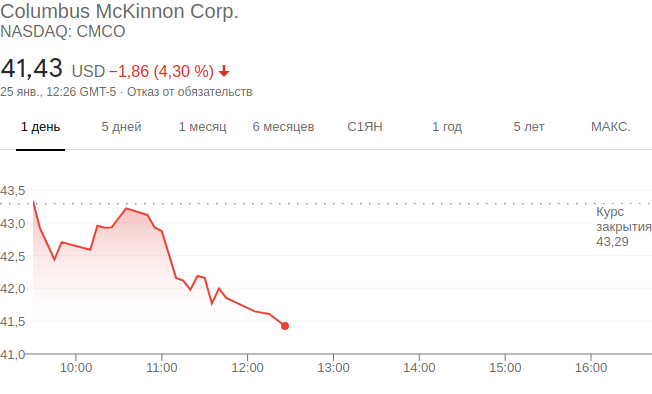 Columbus McKinnon Corp.
NASDAQ: CMCO
41,43 USD −1,86 (4,30 %)
25 янв., 12:26 GMT-5 · Отказ от обязательств
1 день 5 дней 1 месяц 6 месяцев С1ЯН 1 год 5 лет МАКС.
43,5
Курс
закрытия
43,29
43,0
42,5
42,0
41,5
41,0
10:00 11:00 12:00 13:00 14:00 15:00 16:00